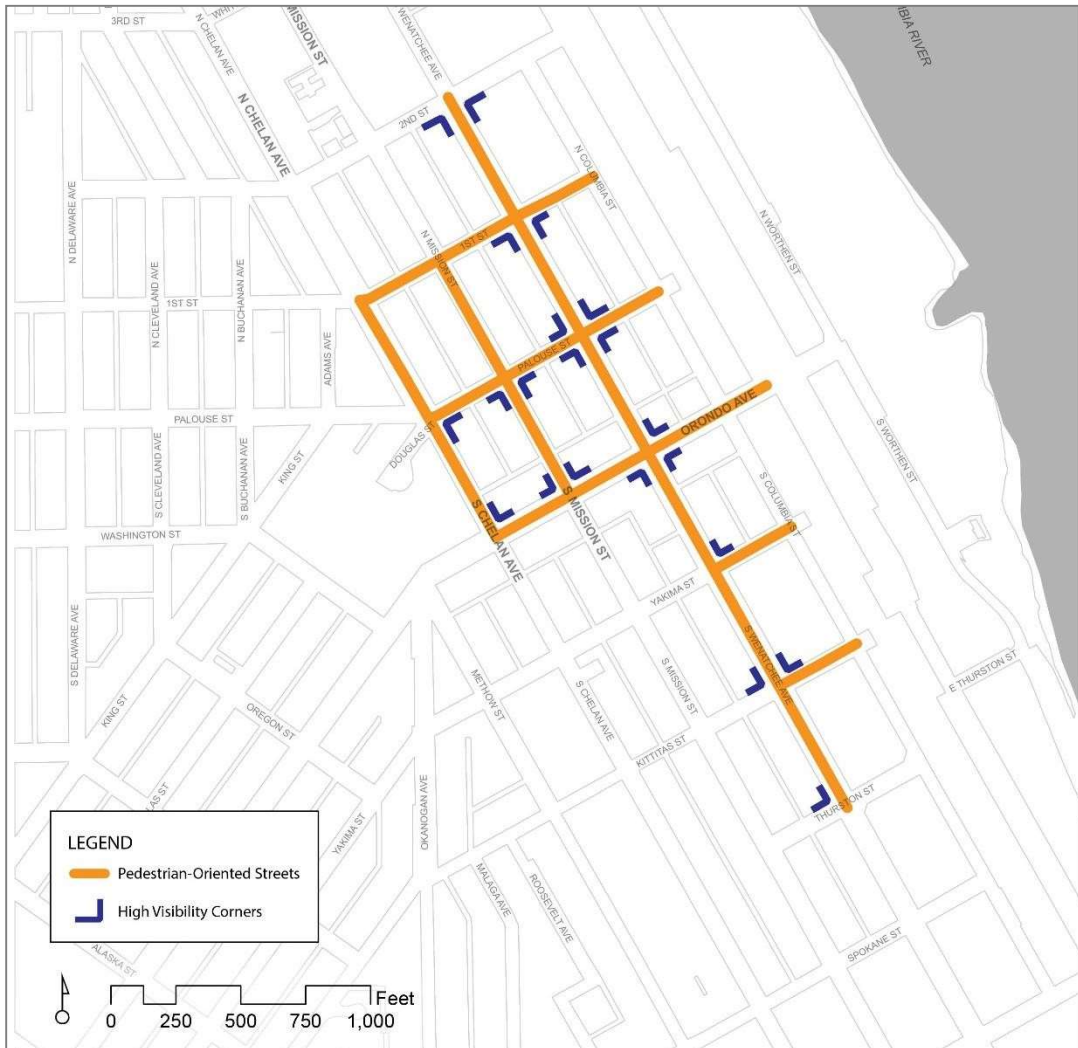 3RD ST
WHIT
N CHELAN AVE
MISSION ST
WENATCHEE AVE
BIA RIVER
N CHELAN AVE
2ND ST
N COLUMBIA ST
N DELAWARE AVE
N WORTHEN ST
N MISSION ST
1ST ST
N CLEVELAND AVE
N BUCHANAN AVE
1ST ST
ADAMS AVE
PALOUSE ST
PALOUSE ST
DOUGLAS ST
ORONDO AVE
S WORTHEN ST
KING ST
S CLEVELAND AVE
S BUCHANAN AVE
S CHELAN AVE
S MISSION ST
S COLUMBIA ST
WASHINGTON ST
YAKIMA ST
S DELAWARE AVE
S WENATCHEE AVE
E THURSTON ST
METHOW ST
S CHELAN AVE
S MISSION ST
KING ST
OREGON ST
KITTITAS ST
LAS ST
YAKIMA ST
OKANOGAN AVE
THURSTON ST
MALAGA AVE
ROOSEVELT AVE
SPOKANE ST
ALASKA ST
LEGEND
Pedestrian-Oriented Streets
High Visibility Corners
Feet
0 250 500 750 1,000